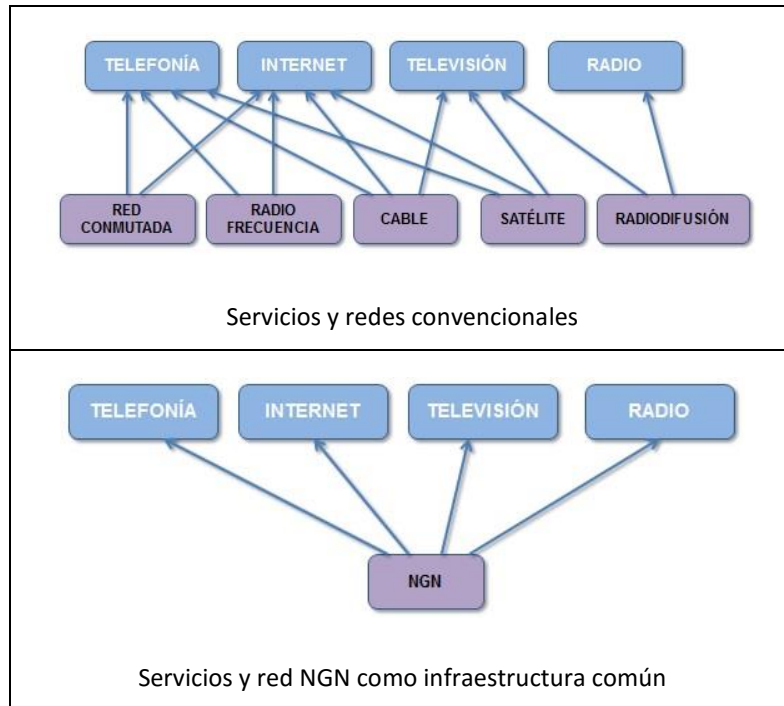 TELEFONÍA INTERNET TELEVISIÓN RADIO
RED CONMUTADA RADIO FRECUENCIA CABLE SATÉLITE RADIODIFUSIÓN
Servicios y redes convencionales
TELEFONÍA INTERNET TELEVISIÓN RADIO
NGN
Servicios y red NGN como infraestructura común